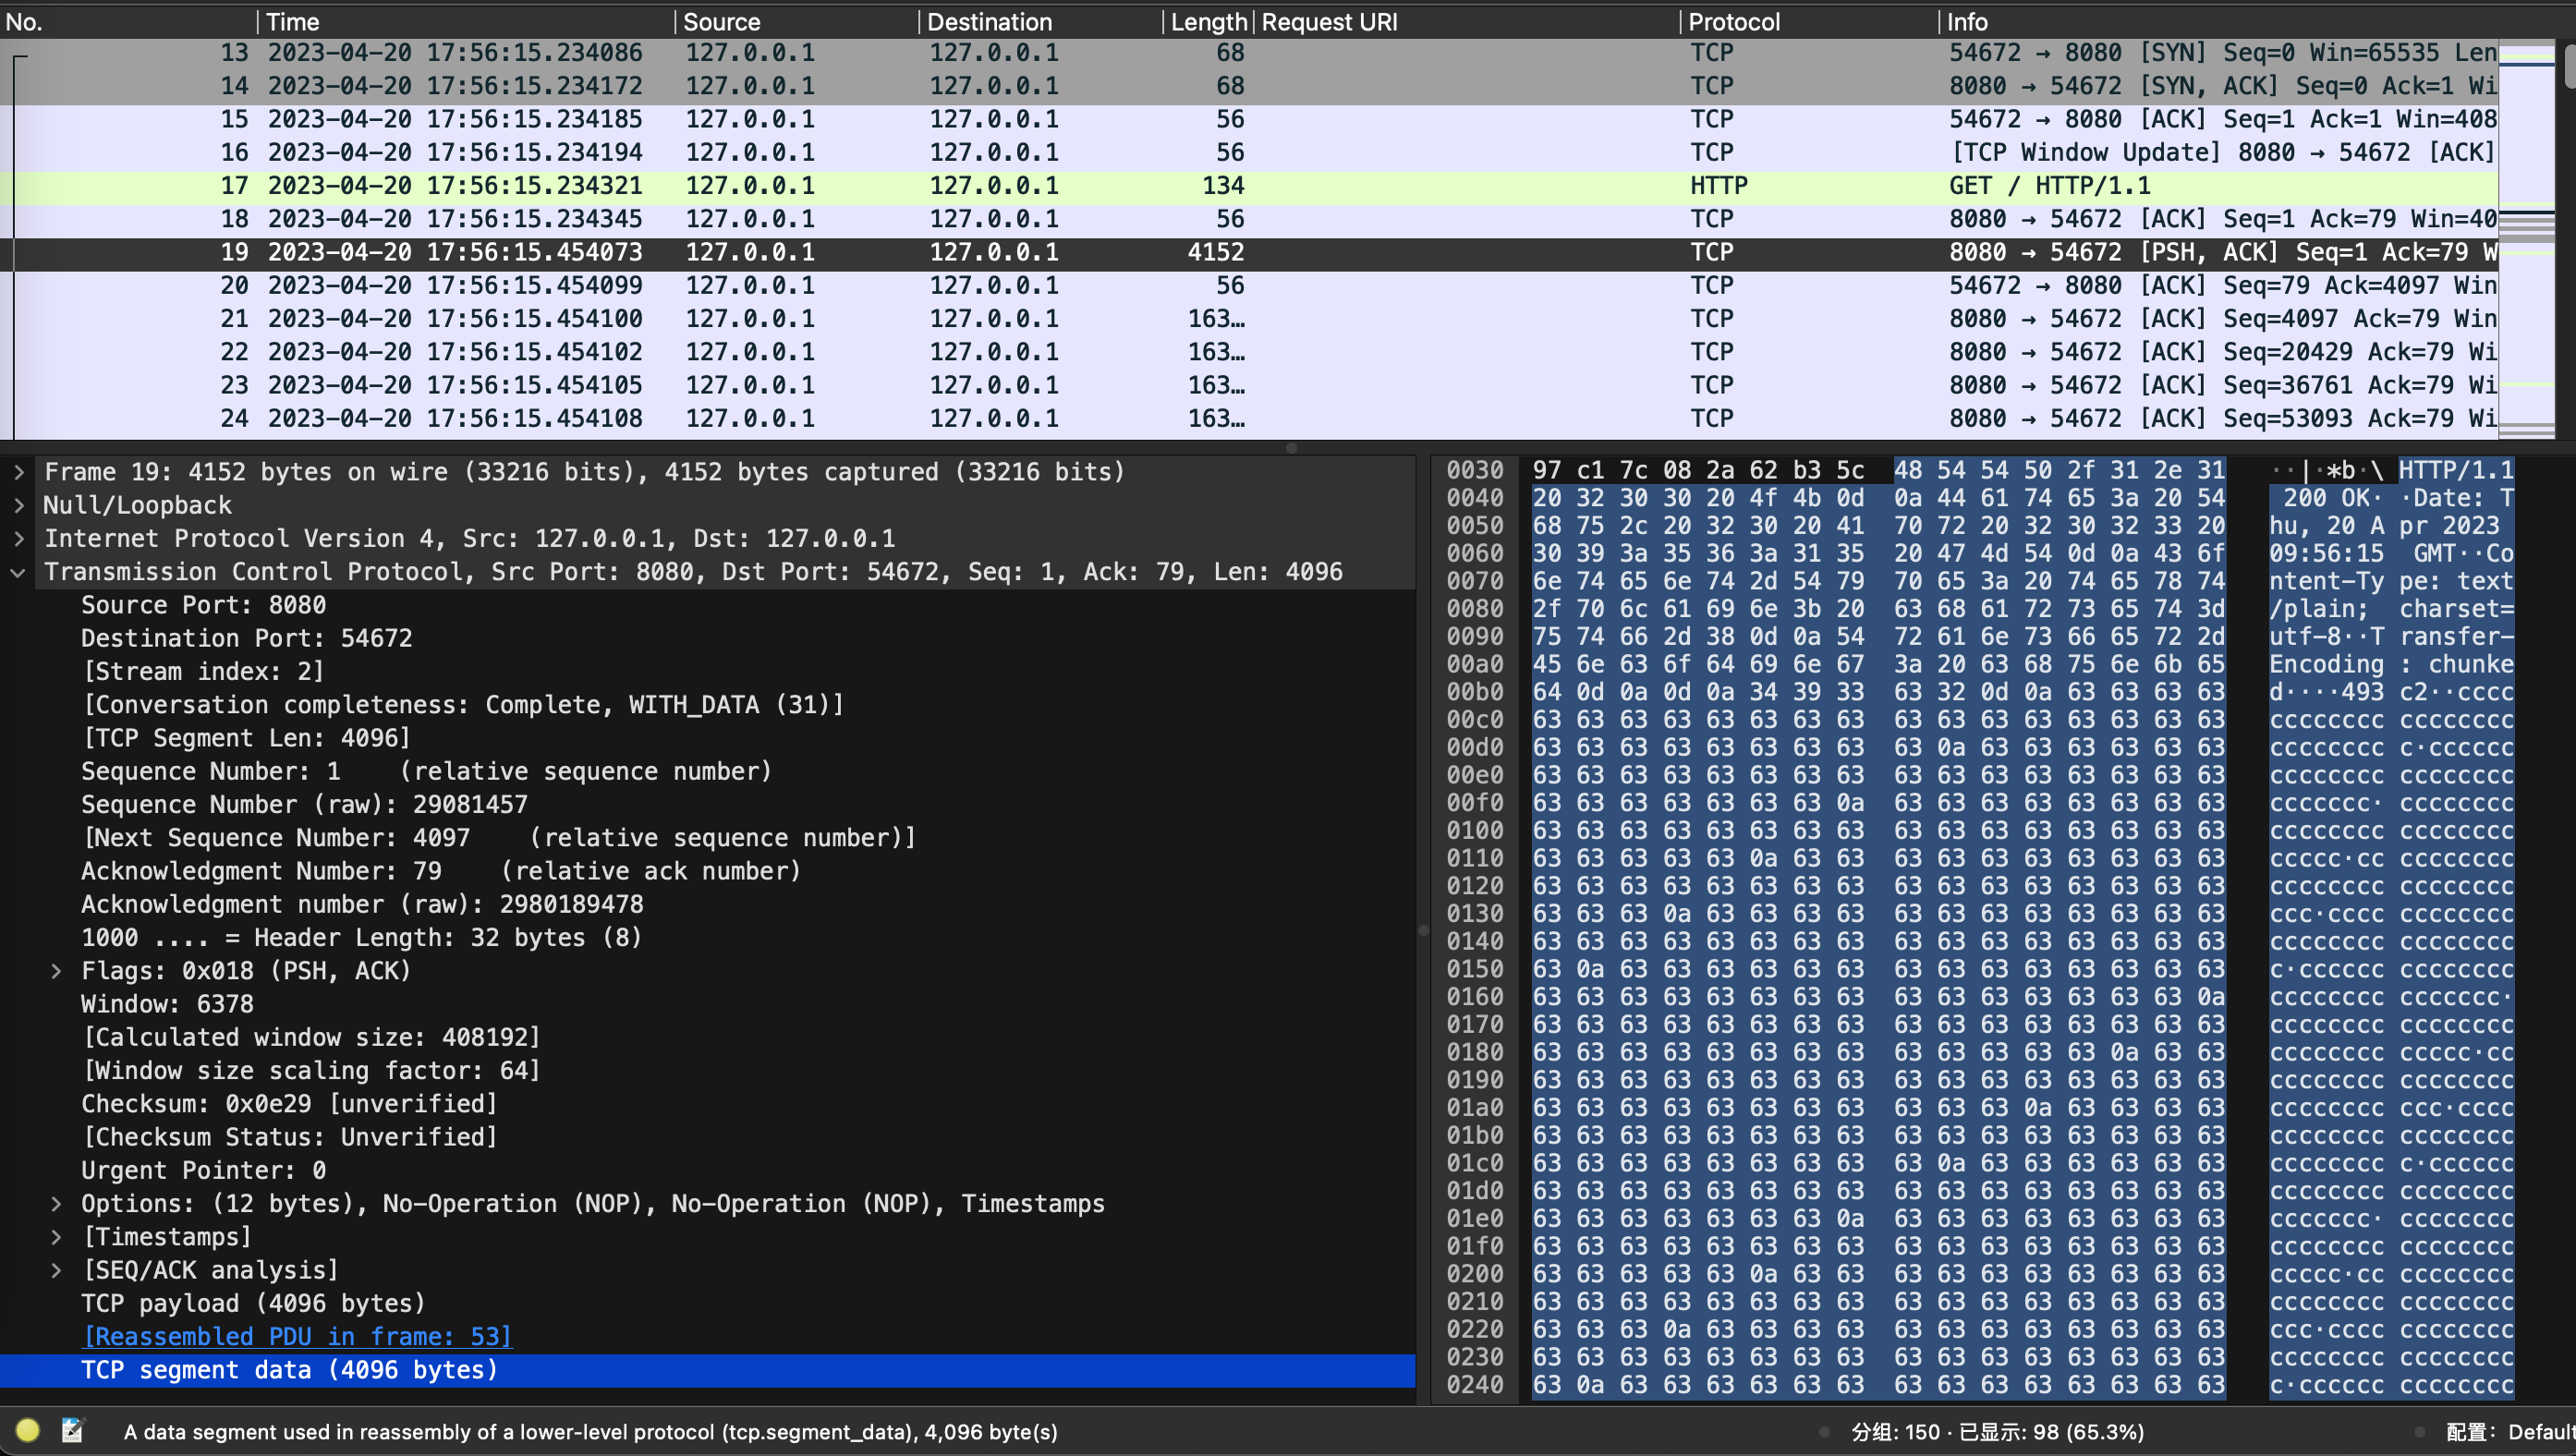 No. Time Source Destination Length Request URI Protocol Info
13 2023-04-20 17:56:15.234086 127.0.0.1 127.0.0.1 68 TCP 54672 → 8080 [SYN] Seq=0 Win=65535 Len
14 2023-04-20 17:56:15.234172 127.0.0.1 127.0.0.1 68 TCP 8080 → 54672 [SYN, ACK] Seq=0 Ack=1 Wi
15 2023-04-20 17:56:15.234185 127.0.0.1 127.0.0.1 56 TCP 54672 → 8080 [ACK] Seq=1 Ack=1 Win=408
16 2023-04-20 17:56:15.234194 127.0.0.1 127.0.0.1 56 TCP [TCP Window Update] 8080 → 54672 [ACK]
17 2023-04-20 17:56:15.234321 127.0.0.1 127.0.0.1 134 HTTP GET / HTTP/1.1
18 2023-04-20 17:56:15.234345 127.0.0.1 127.0.0.1 56 TCP 8080 → 54672 [ACK] Seq=1 Ack=79 Win=40
19 2023-04-20 17:56:15.454073 127.0.0.1 127.0.0.1 4152 TCP 8080 → 54672 [PSH, ACK] Seq=1 Ack=79 W
20 2023-04-20 17:56:15.454099 127.0.0.1 127.0.0.1 56 TCP 54672 → 8080 [ACK] Seq=79 Ack=4097 Win
21 2023-04-20 17:56:15.454100 127.0.0.1 127.0.0.1 163… TCP 8080 → 54672 [ACK] Seq=4097 Ack=79 Win
22 2023-04-20 17:56:15.454102 127.0.0.1 127.0.0.1 163… TCP 8080 → 54672 [ACK] Seq=20429 Ack=79 Wi
23 2023-04-20 17:56:15.454105 127.0.0.1 127.0.0.1 163… TCP 8080 → 54672 [ACK] Seq=36761 Ack=79 Wi
24 2023-04-20 17:56:15.454108 127.0.0.1 127.0.0.1 163… TCP 8080 → 54672 [ACK] Seq=53093 Ack=79 Wi
Frame 19: 4152 bytes on wire (33216 bits), 4152 bytes captured (33216 bits)
Null/Loopback
Internet Protocol Version 4, Src: 127.0.0.1, Dst: 127.0.0.1
Transmission Control Protocol, Src Port: 8080, Dst Port: 54672, Seq: 1, Ack: 79, Len: 4096
Source Port: 8080
Destination Port: 54672
[Stream index: 2]
[Conversation completeness: Complete, WITH_DATA (31)]
[TCP Segment Len: 4096]
Sequence Number: 1    (relative sequence number)
Sequence Number (raw): 29081457
[Next Sequence Number: 4097    (relative sequence number)]
Acknowledgment Number: 79    (relative ack number)
Acknowledgment number (raw): 2980189478
1000 .... = Header Length: 32 bytes (8)
Flags: 0x018 (PSH, ACK)
Window: 6378
[Calculated window size: 408192]
[Window size scaling factor: 64]
Checksum: 0x0e29 [unverified]
[Checksum Status: Unverified]
Urgent Pointer: 0
Options: (12 bytes), No-Operation (NOP), No-Operation (NOP), Timestamps
[Timestamps]
[SEQ/ACK analysis]
TCP payload (4096 bytes)
[Reassembled PDU in frame: 53]
TCP segment data (4096 bytes)
0030 97 c1 7c 08 2a 62 b3 5c 48 54 54 50 2f 31 2e 31 ··|·*b·\ HTTP/1.1
0040 20 32 30 30 20 4f 4b 0d 0a 44 61 74 65 3a 20 54 200 OK· ·Date: T
0050 68 75 2c 20 32 30 20 41 70 72 20 32 30 32 33 20 hu, 20 A pr 2023
0060 30 39 3a 35 36 3a 31 35 20 47 4d 54 0d 0a 43 6f 09:56:15 GMT··Co
0070 6e 74 65 6e 74 2d 54 79 70 65 3a 20 74 65 78 74 ntent-Ty pe: text
0080 2f 70 6c 61 69 6e 3b 20 63 68 61 72 73 65 74 3d /plain; charset=
0090 75 74 66 2d 38 0d 0a 54 72 61 6e 73 66 65 72 2d utf-8··T ransfer-
00a0 45 6e 63 6f 64 69 6e 67 3a 20 63 68 75 6e 6b 65 Encoding : chunke
00b0 64 0d 0a 0d 0a 34 39 33 63 32 0d 0a 63 63 63 63 d····493 c2··cccc
00c0 63 63 63 63 63 63 63 63 63 63 63 63 63 63 63 63 cccccccc cccccccc
00d0 63 63 63 63 63 63 63 63 63 0a 63 63 63 63 63 63 cccccccc c·cccccc
00e0 63 63 63 63 63 63 63 63 63 63 63 63 63 63 63 63 cccccccc cccccccc
00f0 63 63 63 63 63 63 63 0a 63 63 63 63 63 63 63 63 ccccccc· cccccccc
0100 63 63 63 63 63 63 63 63 63 63 63 63 63 63 63 63 cccccccc cccccccc
0110 63 63 63 63 63 0a 63 63 63 63 63 63 63 63 63 63 ccccc·cc cccccccc
0120 63 63 63 63 63 63 63 63 63 63 63 63 63 63 63 63 cccccccc cccccccc
0130 63 63 63 0a 63 63 63 63 63 63 63 63 63 63 63 63 ccc·cccc cccccccc
0140 63 63 63 63 63 63 63 63 63 63 63 63 63 63 63 63 cccccccc cccccccc
0150 63 0a 63 63 63 63 63 63 63 63 63 63 63 63 63 63 c·cccccc cccccccc
0160 63 63 63 63 63 63 63 63 63 63 63 63 63 63 63 0a cccccccc ccccccc·
0170 63 63 63 63 63 63 63 63 63 63 63 63 63 63 63 63 cccccccc cccccccc
0180 63 63 63 63 63 63 63 63 63 63 63 63 63 0a 63 63 cccccccc ccccc·cc
0190 63 63 63 63 63 63 63 63 63 63 63 63 63 63 63 63 cccccccc cccccccc
01a0 63 63 63 63 63 63 63 63 63 63 63 0a 63 63 63 63 cccccccc ccc·cccc
01b0 63 63 63 63 63 63 63 63 63 63 63 63 63 63 63 63 cccccccc cccccccc
01c0 63 63 63 63 63 63 63 63 63 0a 63 63 63 63 63 63 cccccccc c·cccccc
01d0 63 63 63 63 63 63 63 63 63 63 63 63 63 63 63 63 cccccccc cccccccc
01e0 63 63 63 63 63 63 63 0a 63 63 63 63 63 63 63 63 ccccccc· cccccccc
01f0 63 63 63 63 63 63 63 63 63 63 63 63 63 63 63 63 cccccccc cccccccc
0200 63 63 63 63 63 0a 63 63 63 63 63 63 63 63 63 63 ccccc·cc cccccccc
0210 63 63 63 63 63 63 63 63 63 63 63 63 63 63 63 63 cccccccc cccccccc
0220 63 63 63 0a 63 63 63 63 63 63 63 63 63 63 63 63 ccc·cccc cccccccc
0230 63 63 63 63 63 63 63 63 63 63 63 63 63 63 63 63 cccccccc cccccccc
0240 63 0a 63 63 63 63 63 63 63 63 63 63 63 63 63 63 c·cccccc cccccccc
A data segment used in reassembly of a lower-level protocol (tcp.segment_data), 4,096 byte(s) 分组: 150 · 已显示: 98 (65.3%) 配置: Defaul